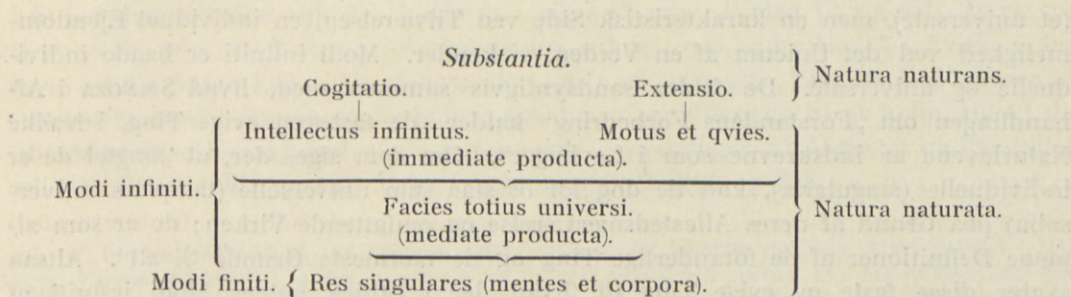 Substantia.
Cogitatio. Extensio. Natura naturans.
Intellectus infinitus. Motus et qvies.
(immediate producta).
Modi infiniti.
Facies totius universi. Natura naturata.
(mediate producta).
Modi finiti. { Res singulares (mentes et corpora).